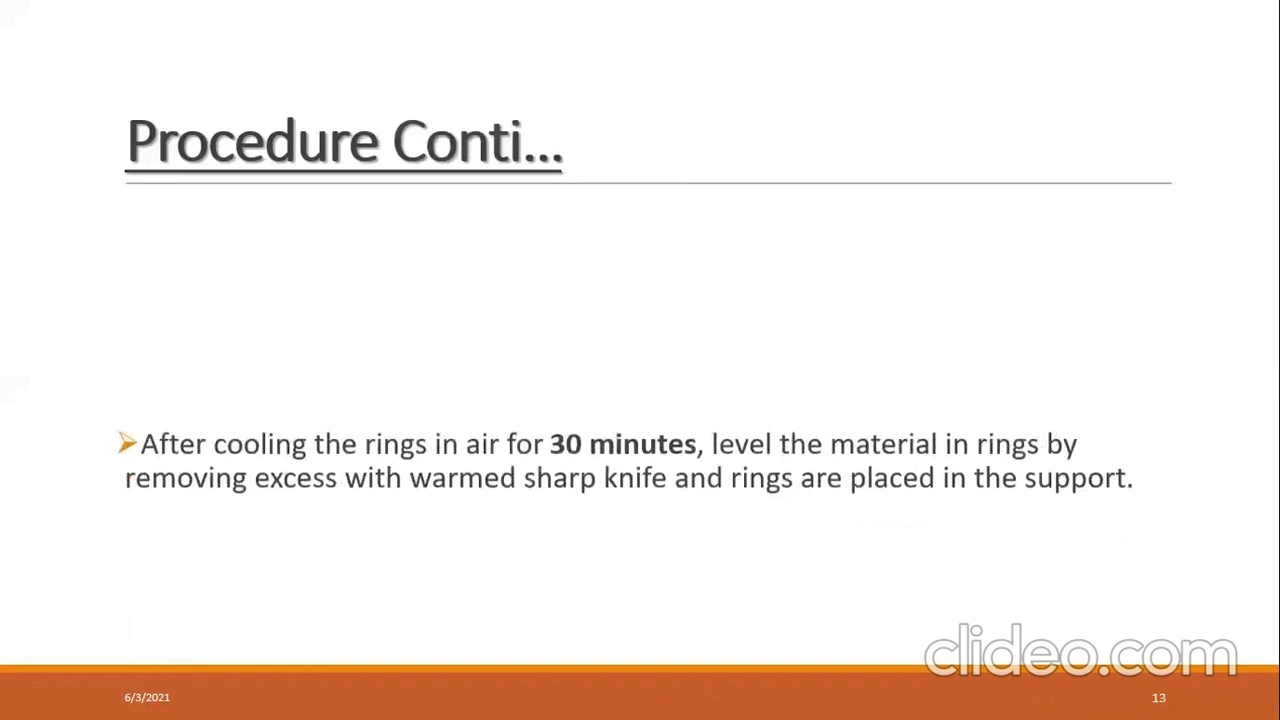 Procedure Conti...
➢After cooling the rings in air for 30 minutes, level the material in rings by
removing excess with warmed sharp knife and rings are placed in the support.
clideo.com
6/3/2021
13